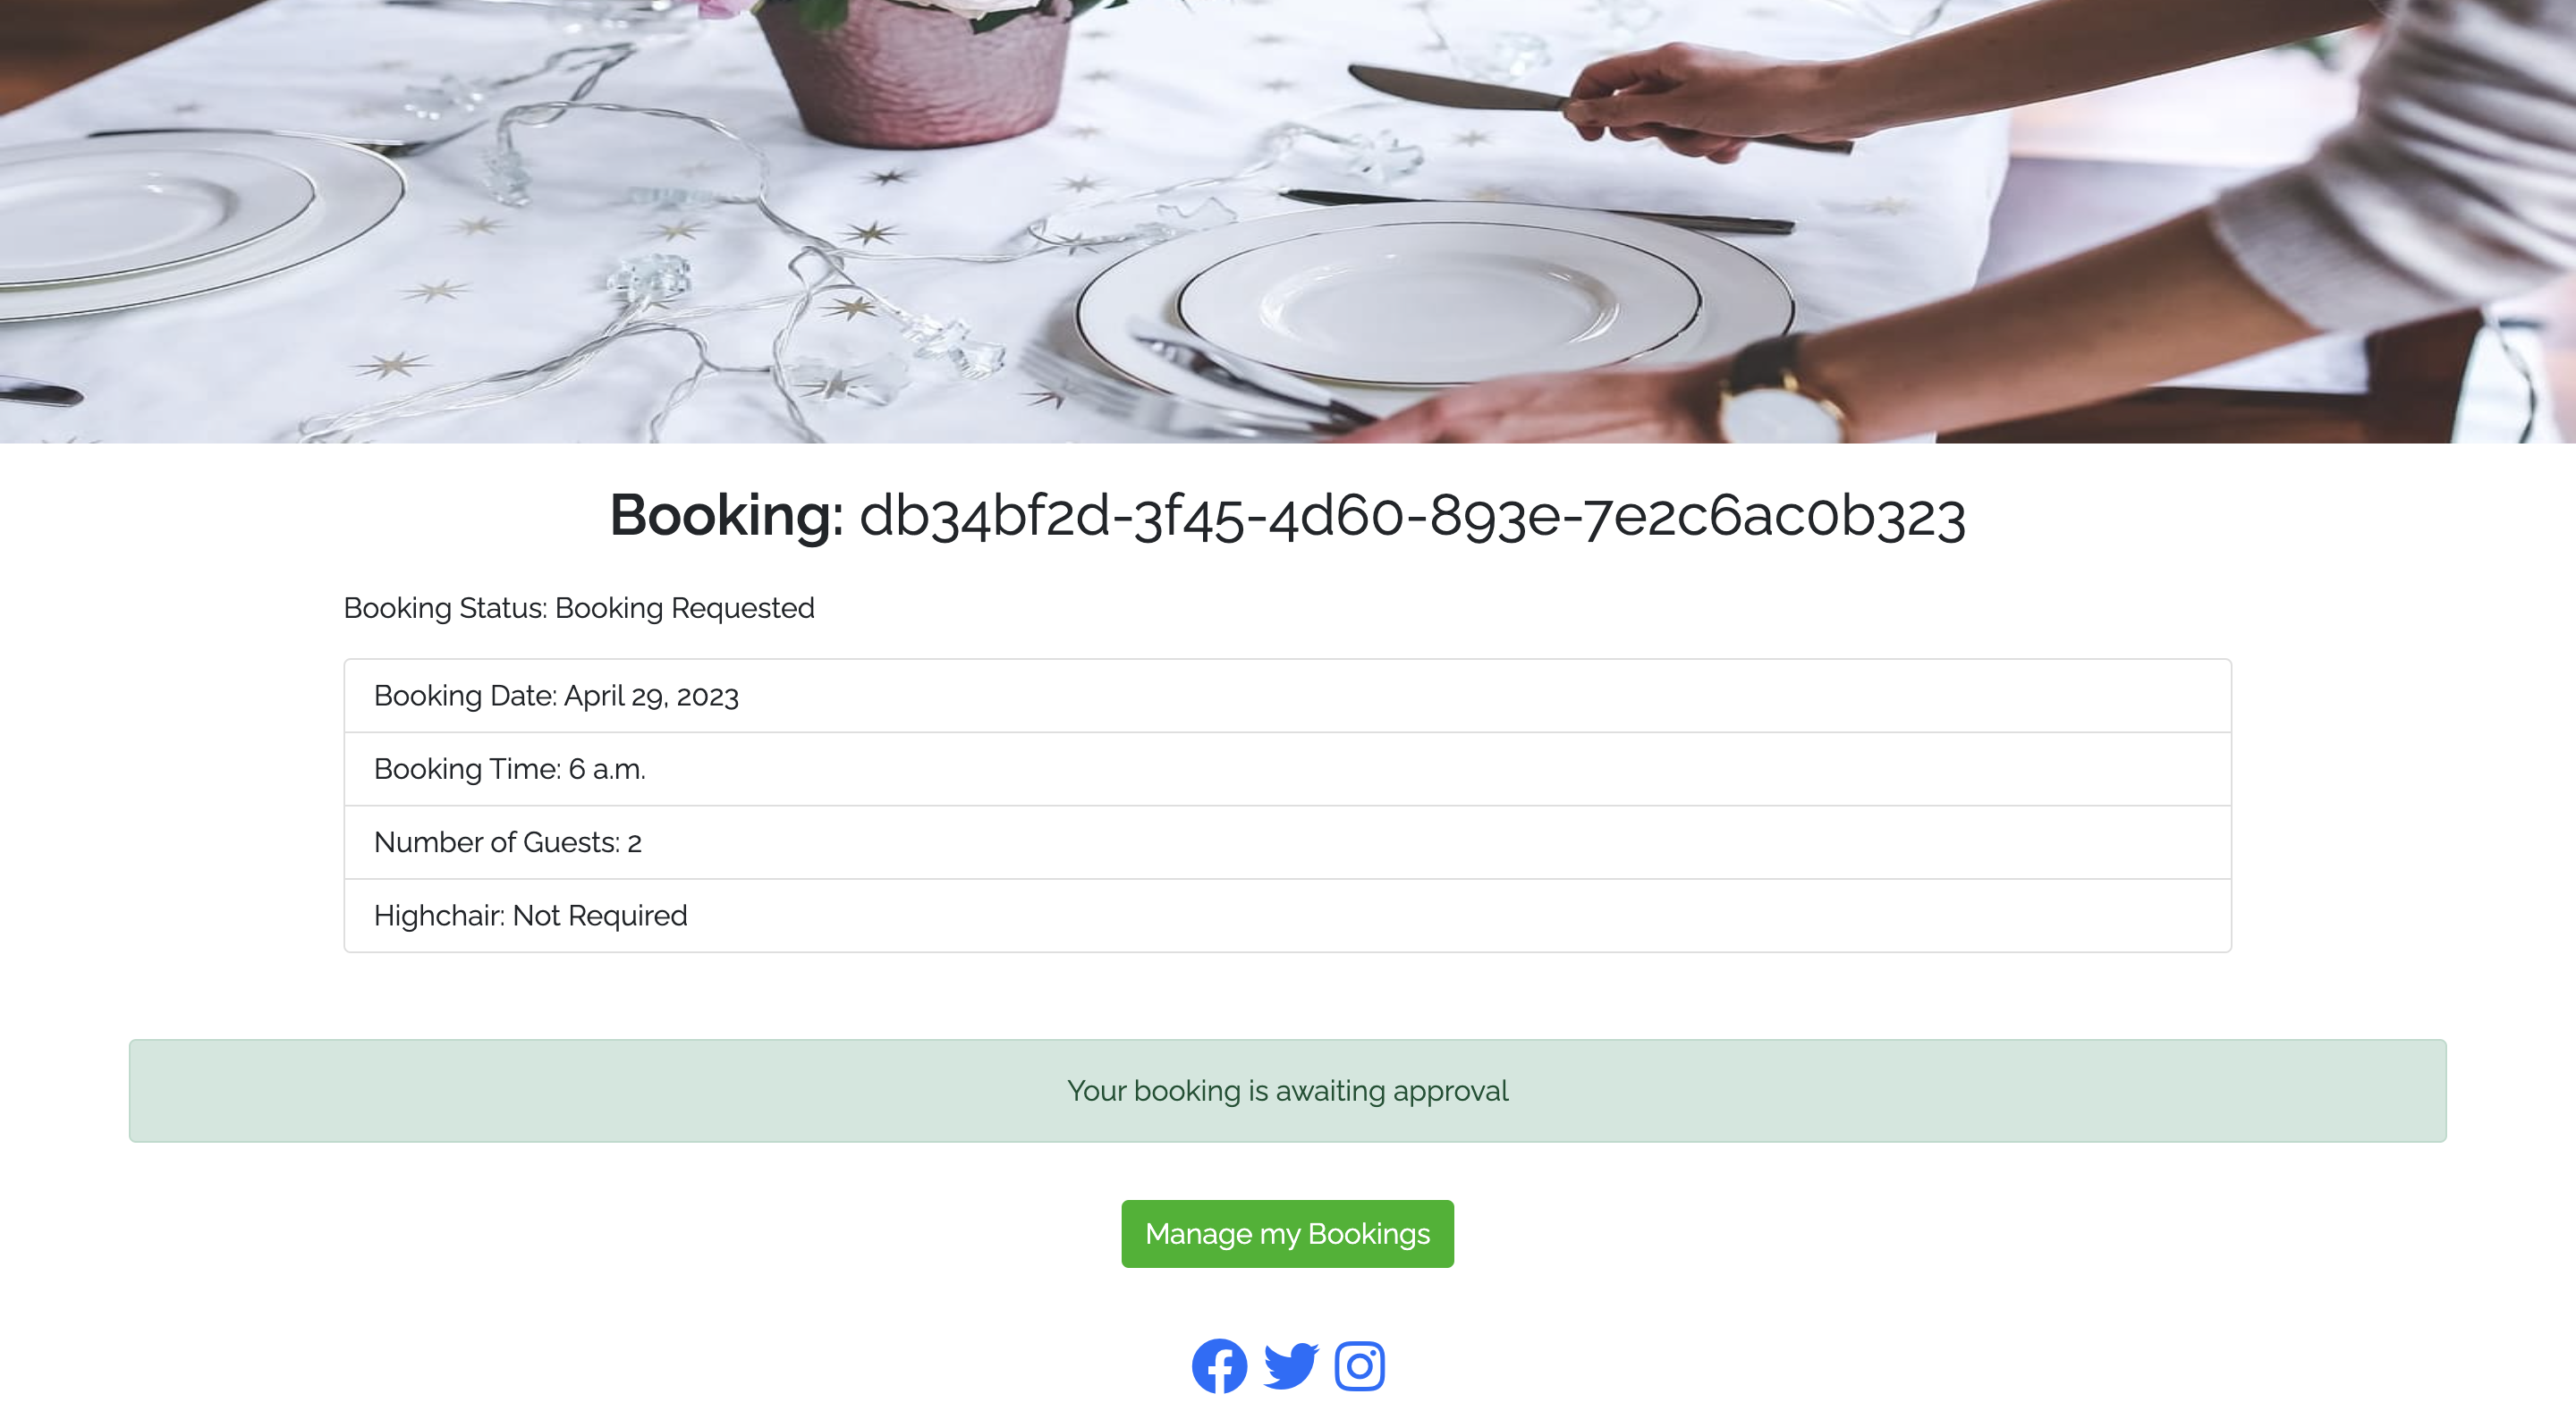 Booking: db34bf2d-3f45-4d60-893e-7e2c6ac0b323
Booking Status: Booking Requested
Booking Date: April 29, 2023
Booking Time: 6 a.m.
Number of Guests: 2
Highchair: Not Required
Your booking is awaiting approval
Manage my Bookings